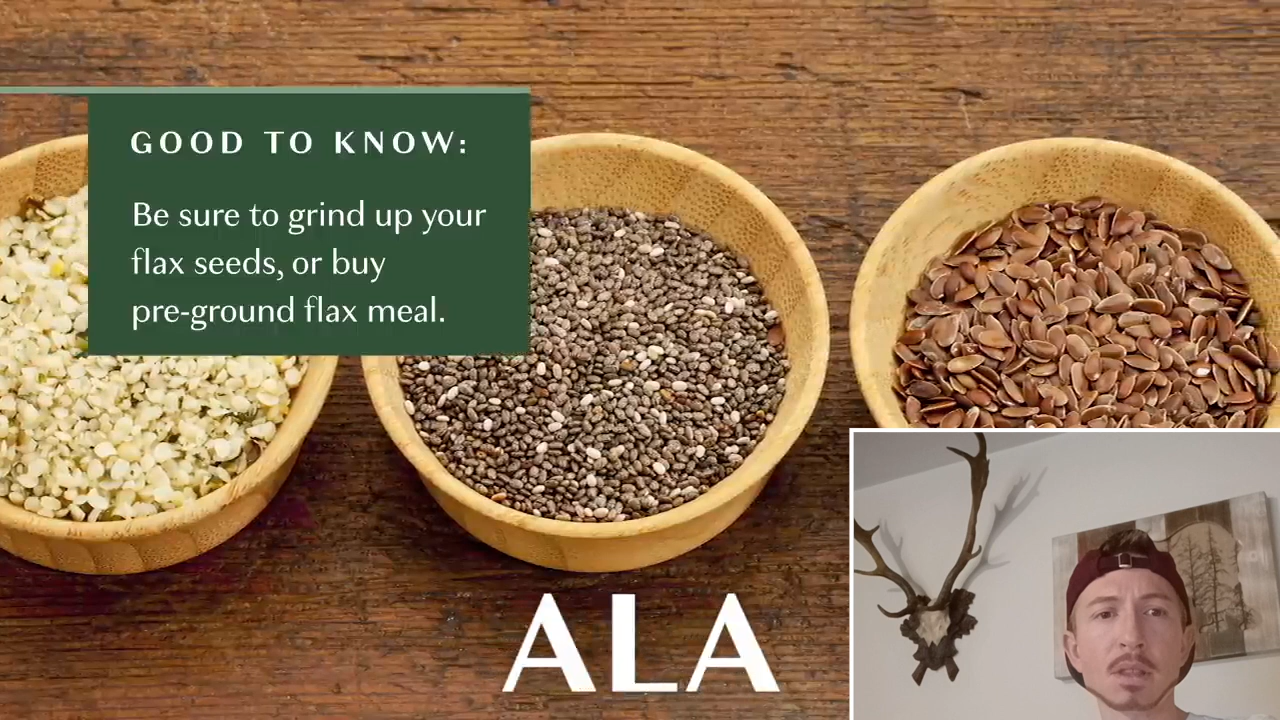 GOOD TO KNOW:
Be sure to grind up your
flax seeds, or buy
pre-ground flax meal.
ALA